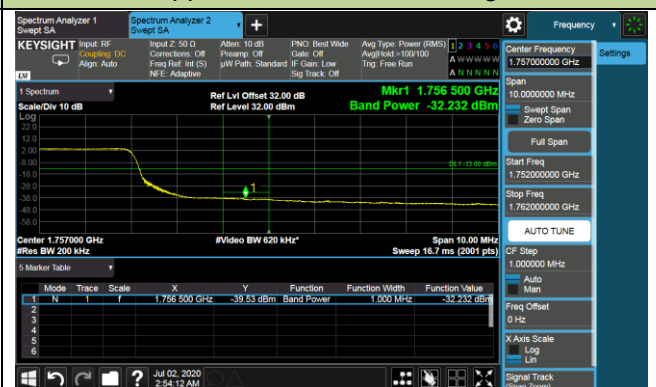 Spectrum Analyzer 1
Swept SA
Spectrum Analyzer 2
Swept SA
Frequency
KEYSIGHT
Input: RF
Coupling: DC
Align: Auto
Input Z: 50 Ω
Corrections: Off
Freq Ref: Int (S)
NFE: Adaptive
Atten: 10 dB
Preamp: Off
µW Path: Standard
PNO: Best Wide
Gate: Off
IF Gain: Low
Sig Track: Off
Avg Type: Power (RMS)
Avg|Hold:>100/100
Trig: Free Run
1 2 3 4 5 6
A W W W W W
A N N N N N
LXI
1 Spectrum
Scale/Div 10 dB
Ref Lvl Offset 32.00 dB
Ref Level 32.00 dBm
Mkr1 1.756 500 GHz
Band Power -32.232 dBm
Log
22.0
12.0
2.00
-8.00
-18.0
-28.0
-38.0
-48.0
-58.0
DL1 -13.00 dBm
1
Center 1.757000 GHz
#Res BW 200 kHz
#Video BW 620 kHz*
Span 10.00 MHz
Sweep 16.7 ms (2001 pts)
5 Marker Table
Mode Trace Scale X Y Function Function Width Function Value
1 N 1 f 1.756 500 GHz -39.53 dBm Band Power 1.000 MHz -32.232 dBm
2
3
4
5
6
Jul 02, 2020
2:54:12 AM
Center Frequency
1.757000000 GHz
Settings
Span
10.0000000 MHz
Swept Span
Zero Span
Full Span
Start Freq
1.752000000 GHz
Stop Freq
1.762000000 GHz
AUTO TUNE
CF Step
1.000000 MHz
Auto
Man
Freq Offset
0 Hz
X Axis Scale
Log
Lin
Signal Track